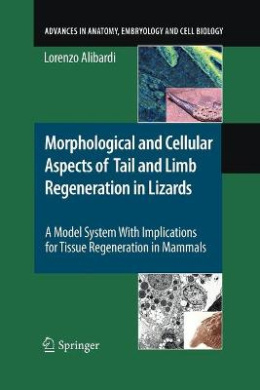 ADVANCES IN ANATOMY, EMBRYOLOGY AND CELL BIOLOGY
Lorenzo Alibardi
Morphological and Cellular
Aspects of Tail and Limb
Regeneration in Lizards
A Model System With Implications
for Tissue Regeneration in Mammals
Springer